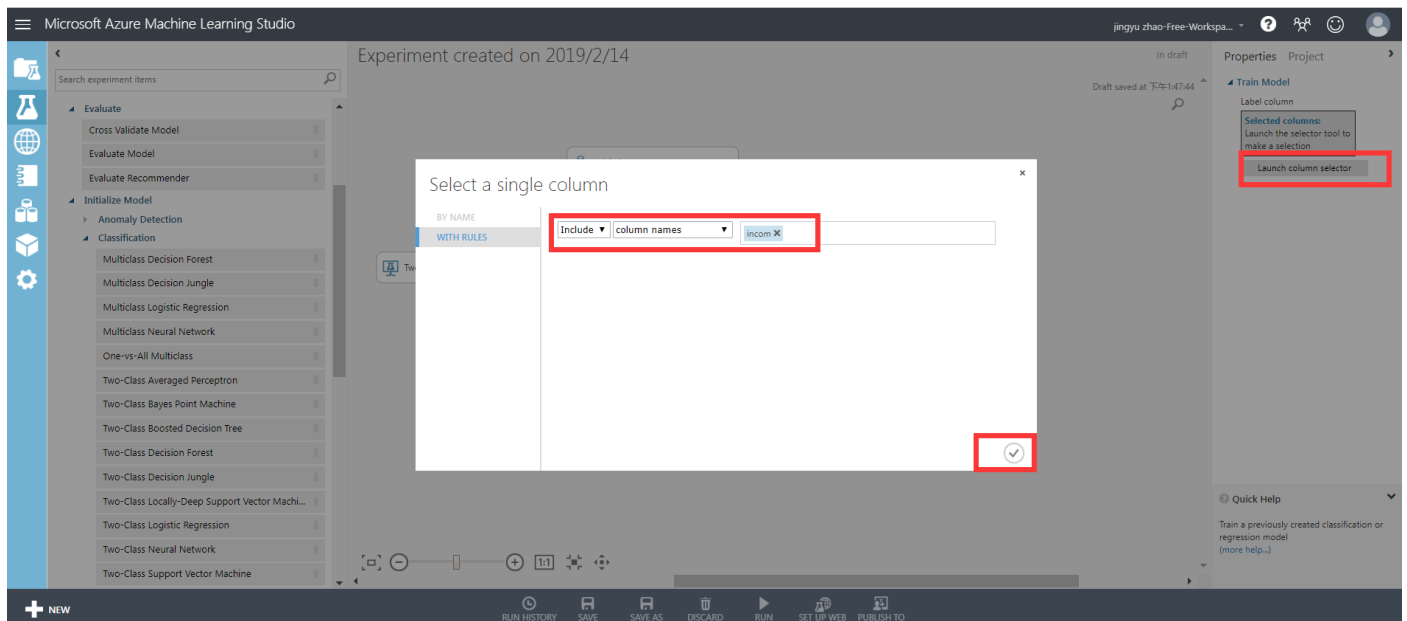 Microsoft Azure Machine Learning Studio
jingyu zhao-Free-Workspa...
Search experiment items
Evaluate
Cross Validate Model
Evaluate Model
Evaluate Recommender
Initialize Model
Anomaly Detection
Classification
Multiclass Decision Forest
Multiclass Decision Jungle
Multiclass Logistic Regression
Multiclass Neural Network
One-vs-All Multiclass
Two-Class Averaged Perceptron
Two-Class Bayes Point Machine
Two-Class Boosted Decision Tree
Two-Class Decision Forest
Two-Class Decision Jungle
Two-Class Locally-Deep Support Vector Machi...
Two-Class Logistic Regression
Two-Class Neural Network
Two-Class Support Vector Machine
Experiment created on 2019/2/14
In draft
Draft saved at 下午1:47:44
Tw
Select a single column
BY NAME
WITH RULES
Include
column names
incom
1:1
Properties
Project
Train Model
Label column
Selected columns:
Launch the selector tool to
make a selection
Launch column selector
Quick Help
Train a previously created classification or
regression model
(more help...)
NEW
RUN HISTORY
SAVE
SAVE AS
DISCARD
RUN
SET UP WEB
PUBLISH TO